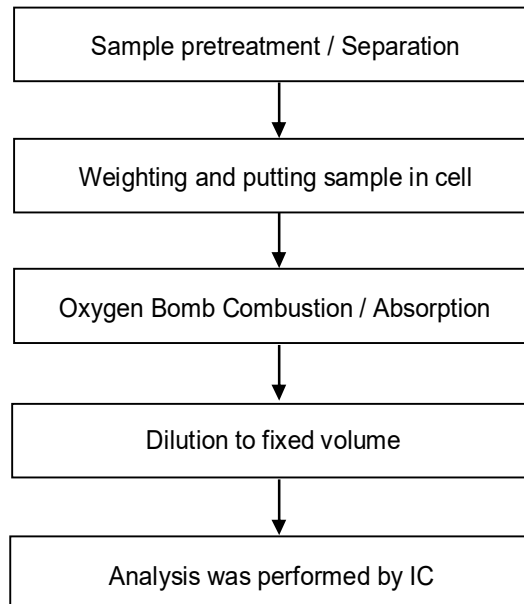 Sample pretreatment / Separation
Weighting and putting sample in cell
Oxygen Bomb Combustion / Absorption
Dilution to fixed volume
Analysis was performed by IC